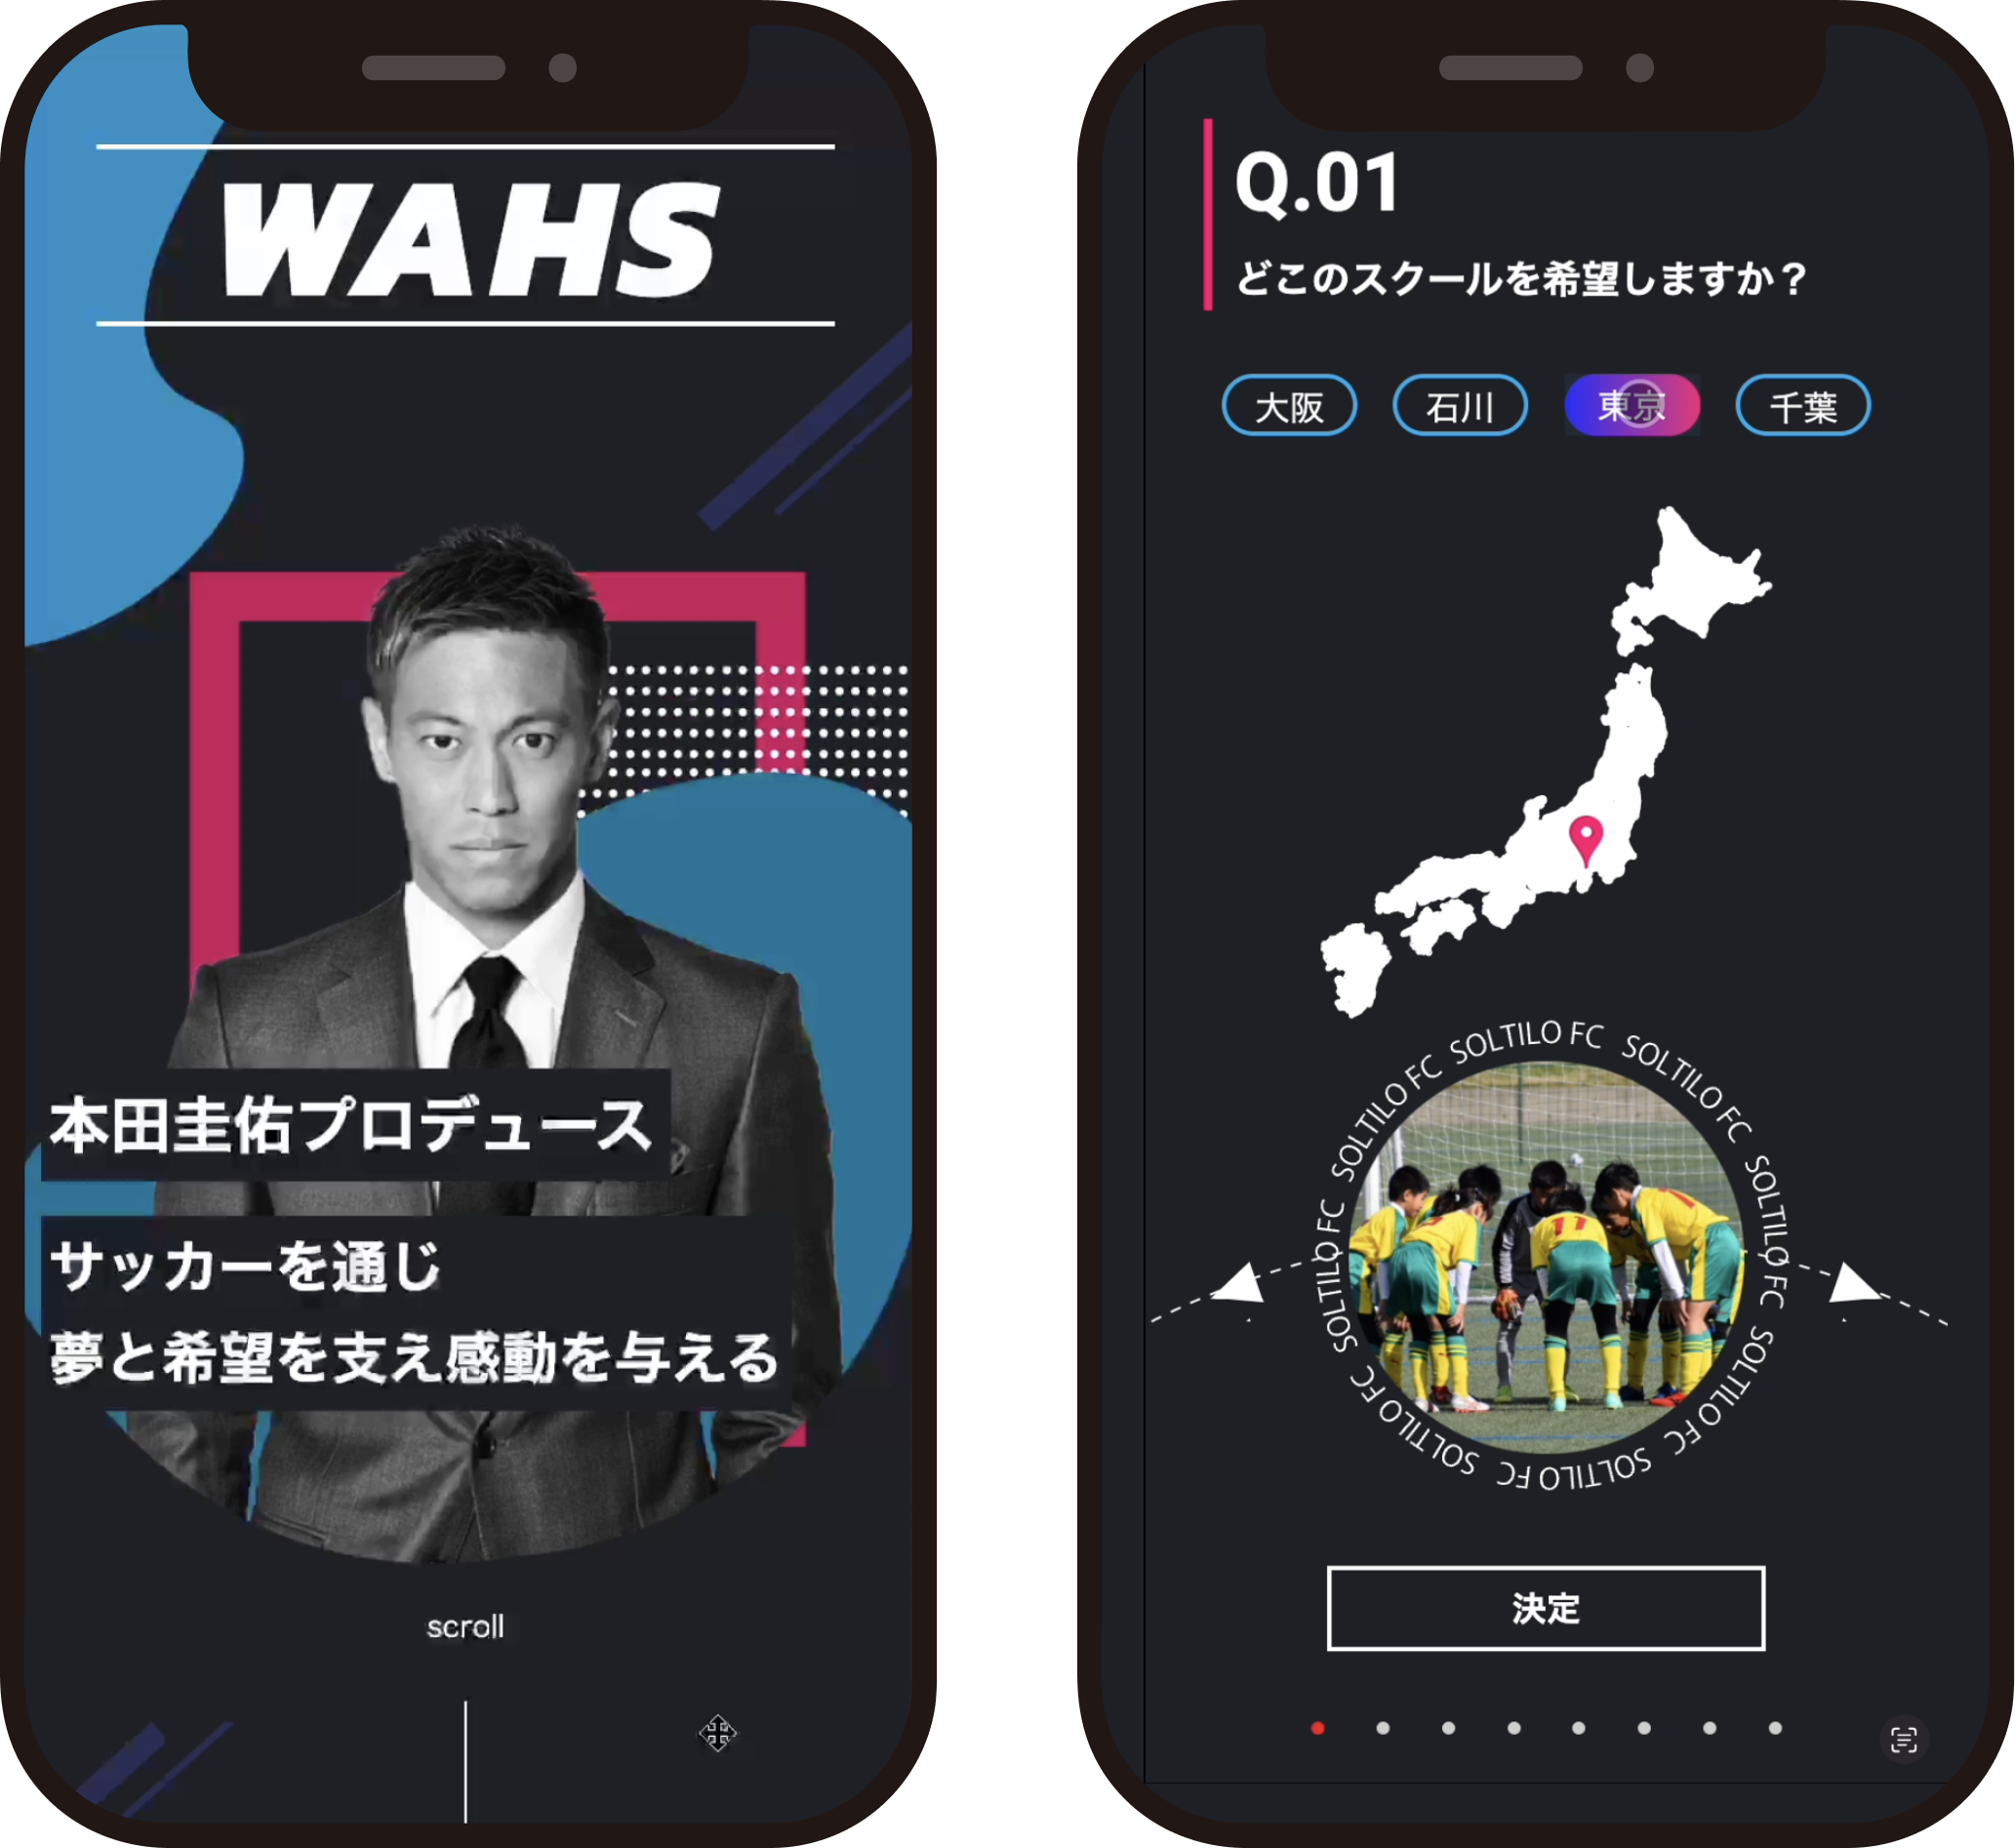 WAHS
本田圭佑プロデュース
サッカーを通じ
夢と希望を支え感動を与える
scroll
Q.01
どこのスクールを希望しますか？
大阪 石川 東京 千葉
SOLTILO FC SOLTILO FC SOLTILO FC SOLTILO FC SOLTILO FC SOLTILO FC SOLTILO FC SOLTILO FC SOLTILO FC
11
決定